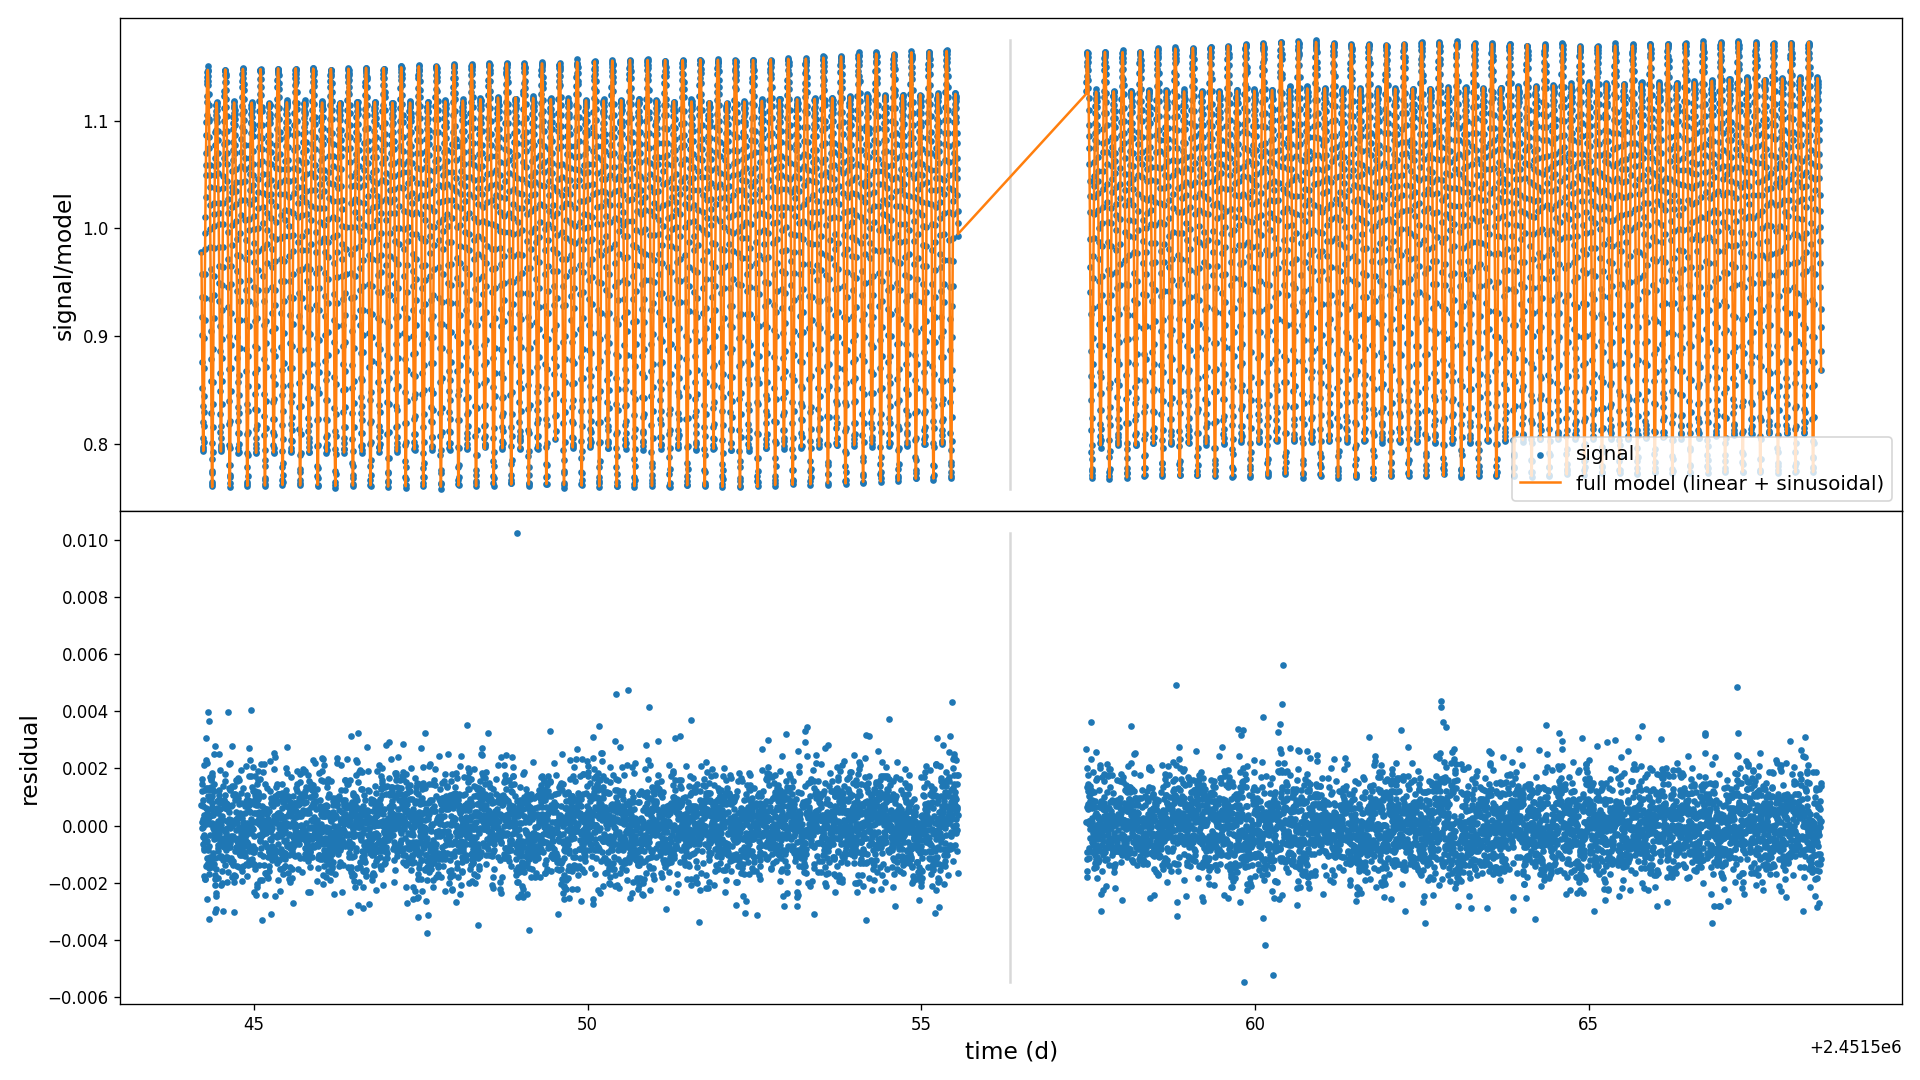 signal/model
1.1
1.0
0.9
0.8
signal
full model (linear + sinusoidal)
residual
0.010
0.008
0.006
0.004
0.002
0.000
−0.002
−0.004
−0.006
45 50 55 60 65
time (d)
+2.4515e6